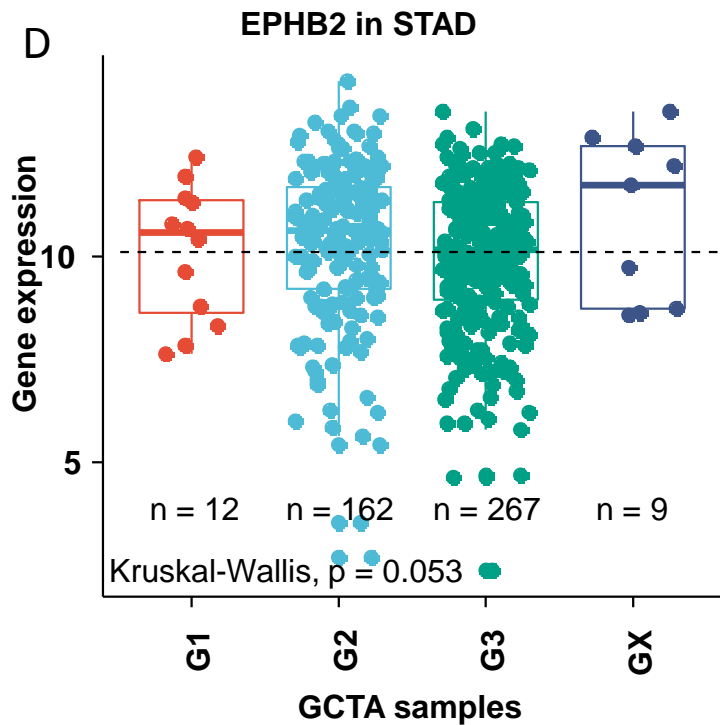 D
EPHB2 in STAD
Gene expression
10
5
n = 12 n = 162 n = 267 n = 9
Kruskal-Wallis, p = 0.053
G1 G2 G3 GX
GCTA samples